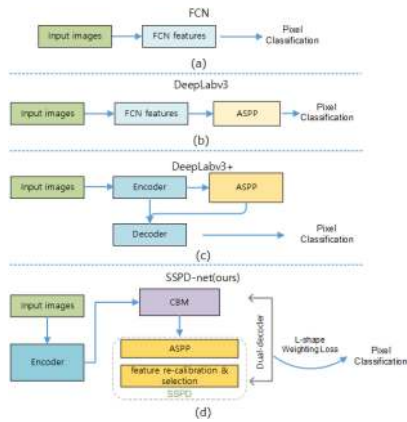 FCN
Input images
FCN features
Pixel
Classification
(a)
DeepLabv3
Input images
FCN features
ASPP
Pixel
Classification
(b)
DeepLabv3+
Input images
Encoder
ASPP
Decoder
Pixel
Classification
(c)
SSPD-net(ours)
Input images
CBM
Encoder
ASPP
feature re-calibration &
selection
SSPD
Dual-decoder
L-shape
Weighting Loss
Pixel
Classification
(d)